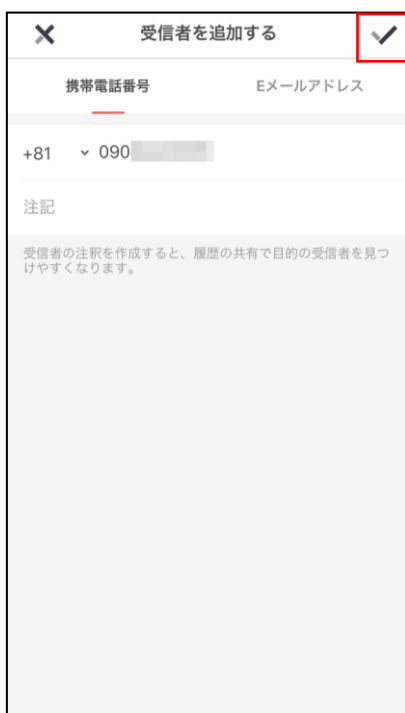 受信者を追加する
携帯電話番号 Eメールアドレス
+81 090
注記
受信者の注釈を作成すると、履歴の共有で目的の受信者を見つ
けやすくなります。